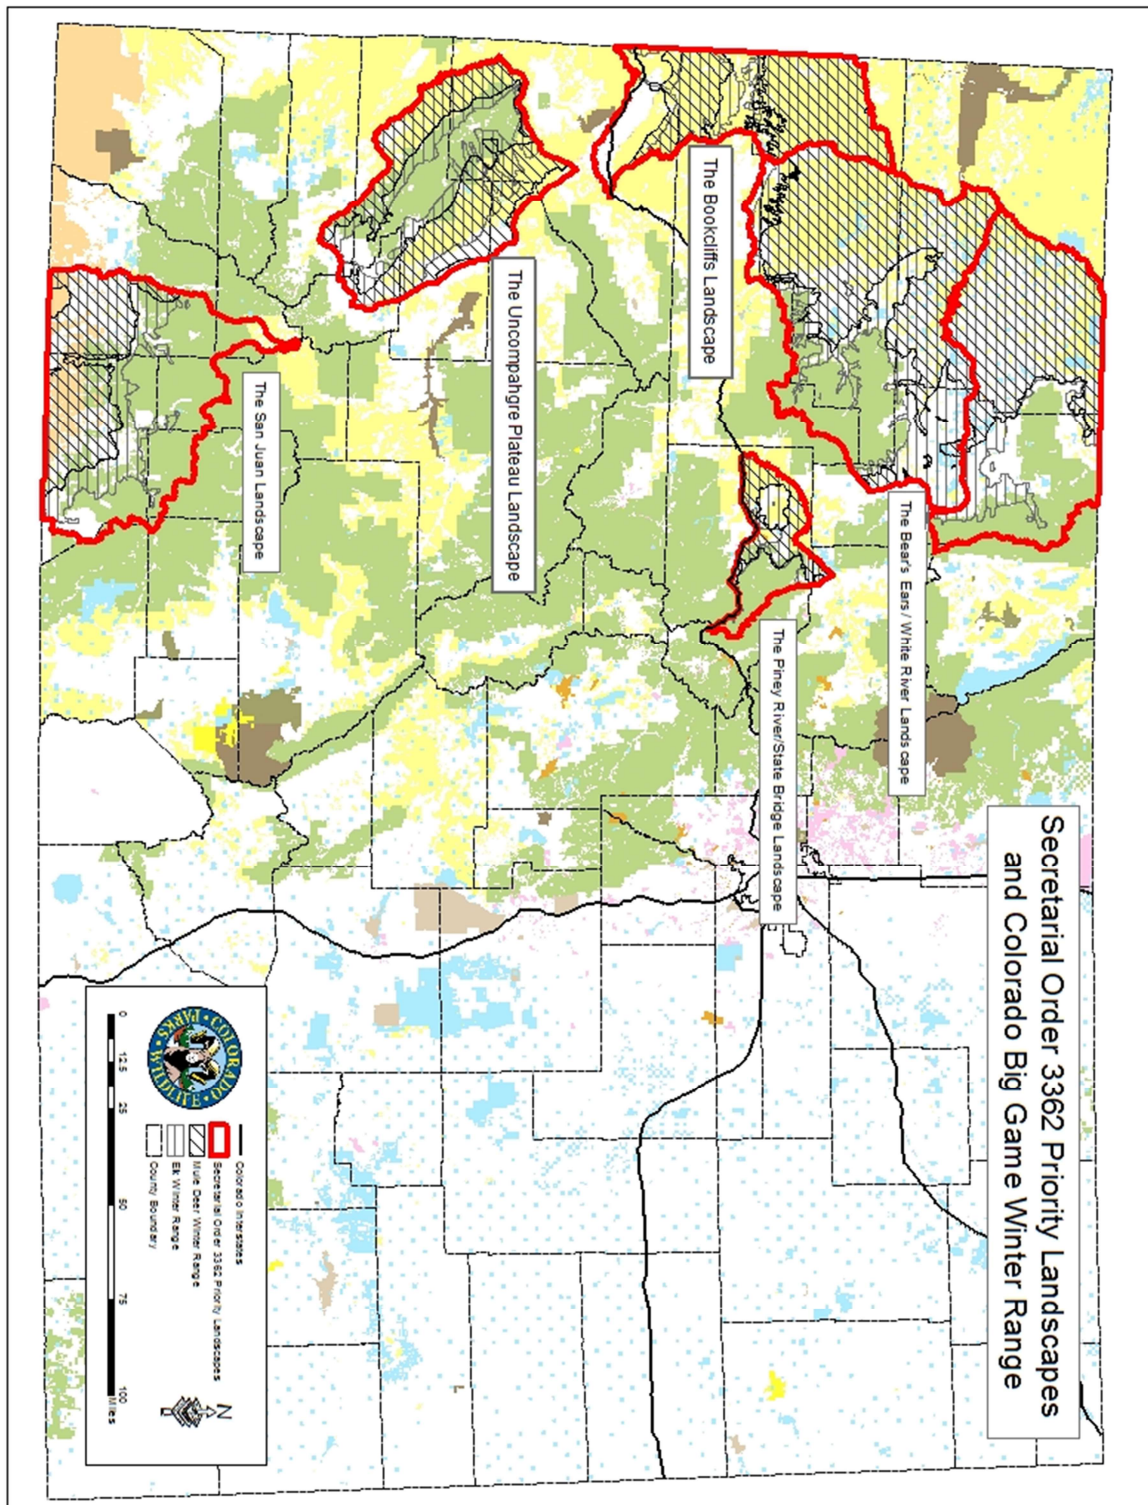 Secretarial Order 3362 Priority Landscapes
and Colorado Big Game Winter Range
The Bear's Ears / White River Landscape
The Bookcliffs Landscape
The Piney River/State Bridge Landscape
The Uncompahgre Plateau Landscape
The San Juan Landscape
COLORADO
PARKS • WILDLIFE
Colorado Interstates
Secretarial Order 3362 Priority Landscapes
Mule Deer Winter Range
Elk Winter Range
County Boundary
N
0 12.5 25 50 75 100
Miles